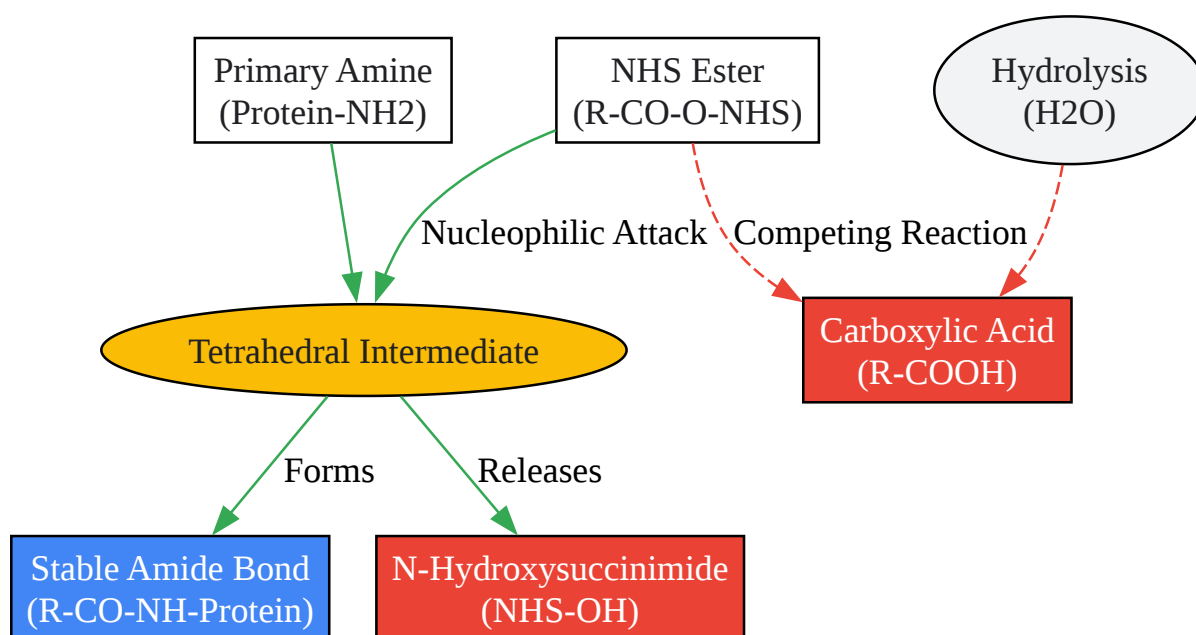 Primary Amine
(Protein-NH2)
NHS Ester
(R-CO-O-NHS)
Hydrolysis
(H2O)
Nucleophilic Attack
Competing Reaction
Tetrahedral Intermediate
Carboxylic Acid
(R-COOH)
Forms
Releases
Stable Amide Bond
(R-CO-NH-Protein)
N-Hydroxysuccinimide
(NHS-OH)